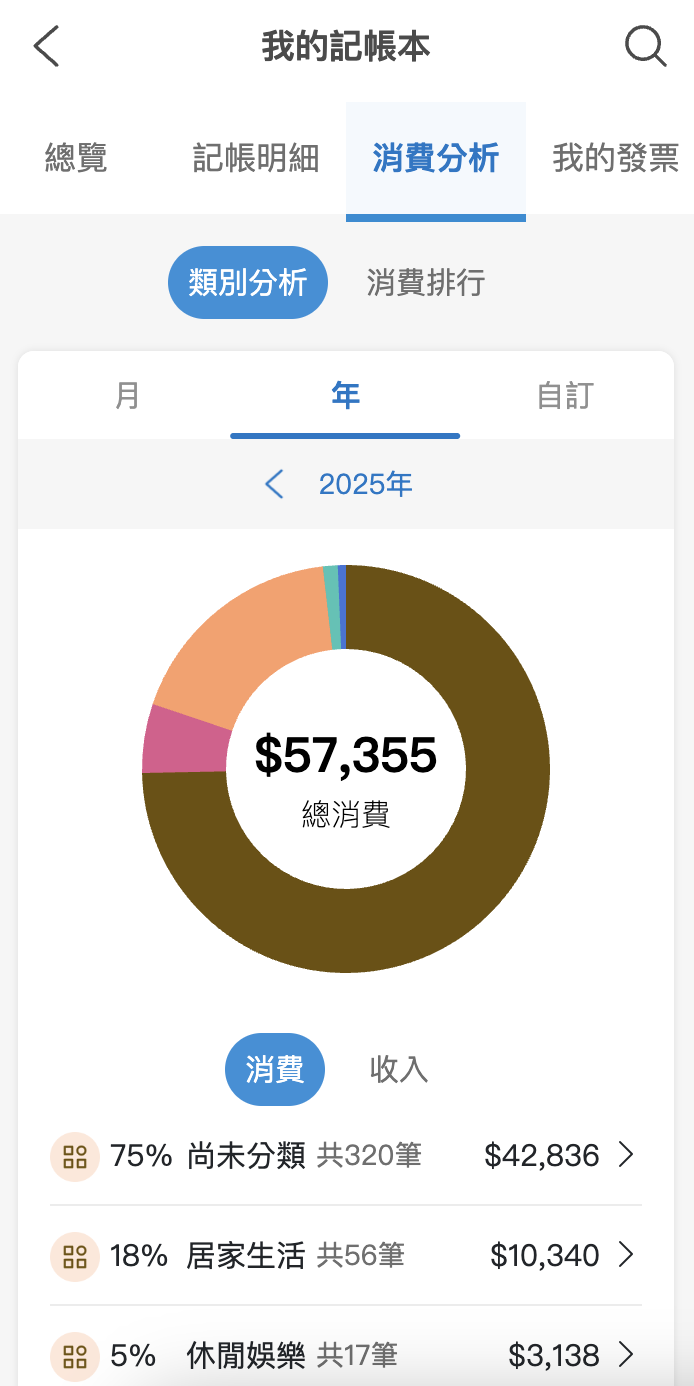 我的記帳本
總覽 記帳明細 消費分析 我的發票
類別分析 消費排行
月 年 自訂
2025年
$57,355
總消費
消費 收入
75% 尚未分類 共320筆 $42,836
18% 居家生活 共56筆 $10,340
5% 休閒娛樂 共17筆 $3,138